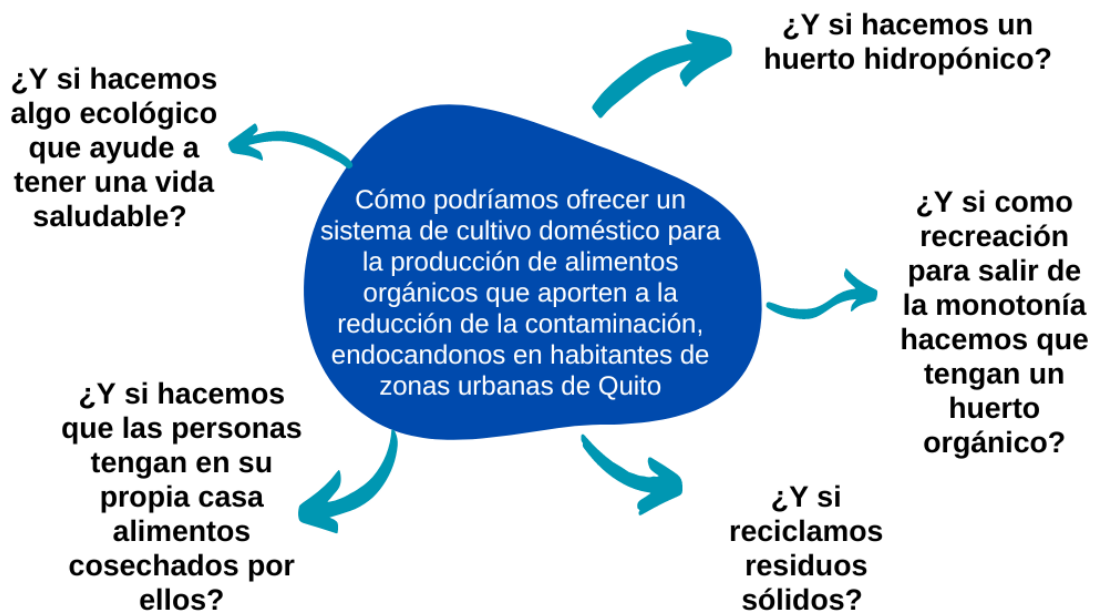 ¿Y si hacemos un
huerto hidropónico?
¿Y si hacemos
algo ecológico
que ayude a
tener una vida
saludable?
Cómo podríamos ofrecer un
sistema de cultivo doméstico para
la producción de alimentos
orgánicos que aporten a la
reducción de la contaminación,
endocandonos en habitantes de
zonas urbanas de Quito
¿Y si como
recreación
para salir de
la monotonía
hacemos que
tengan un
huerto
orgánico?
¿Y si hacemos
que las personas
tengan en su
propia casa
alimentos
cosechados por
ellos?
¿Y si
reciclamos
residuos
sólidos?